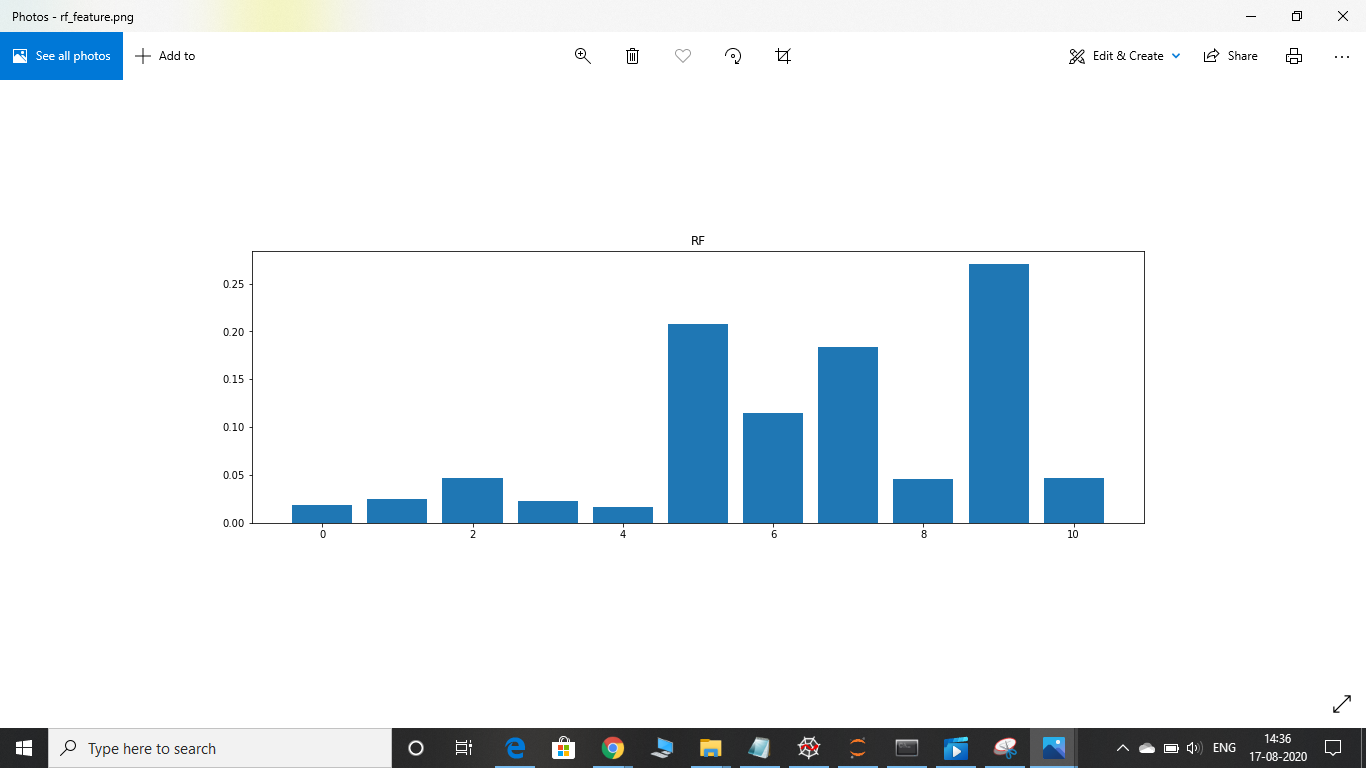 Photos - rf_feature.png
See all photos
Add to
Edit & Create
Share
RF
0.25
0.20
0.15
0.10
0.05
0.00
0 2 4 6 8 10
Type here to search
ENG
14:36
17-08-2020